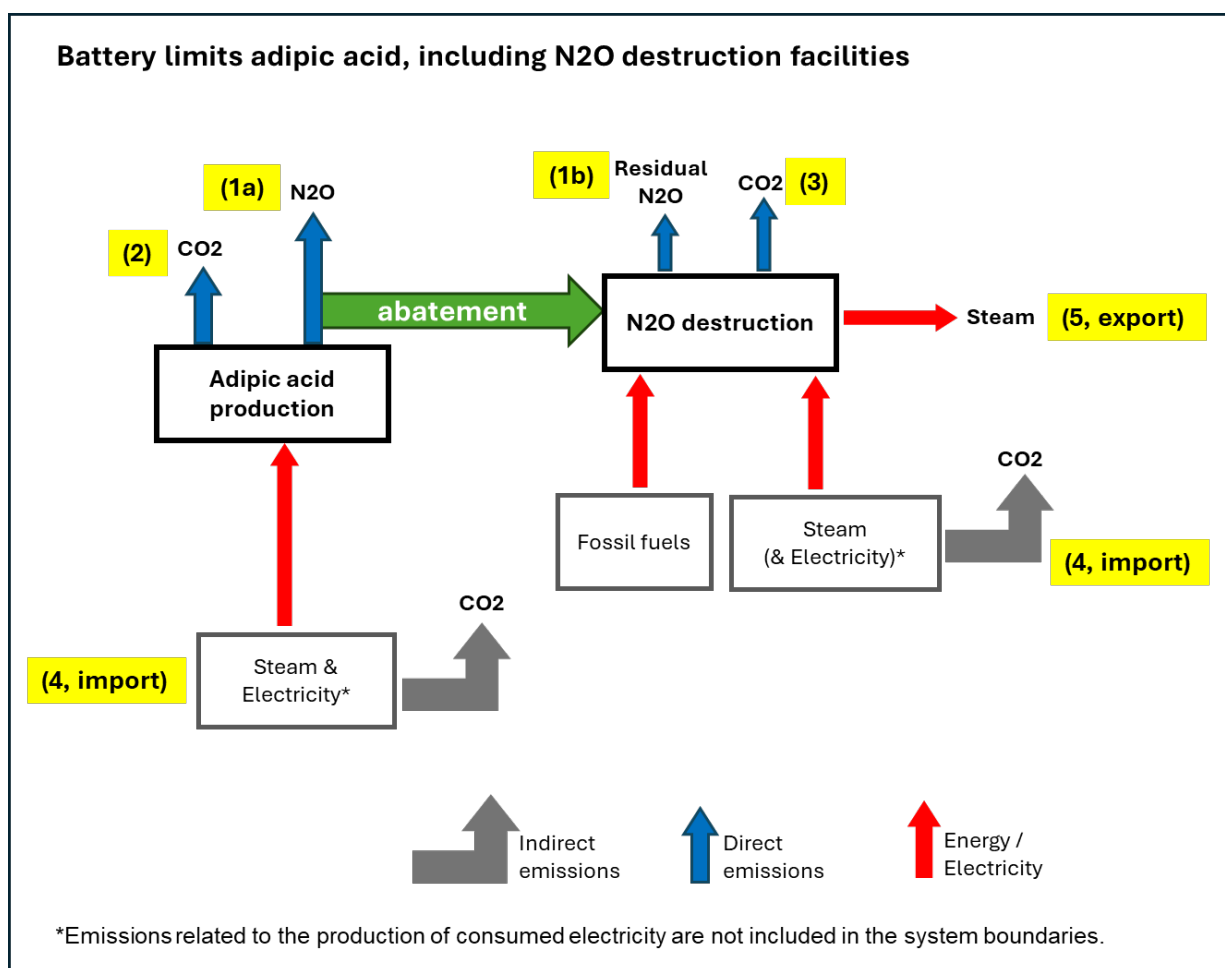 Battery limits adipic acid, including N2O destruction facilities
(1a)
N2O
(1b)
Residual
N2O
CO2
(3)
(2)
CO2
abatement
N2O destruction
Steam
(5, export)
Adipic acid
production
CO2
Fossil fuels
Steam
(& Electricity)*
(4, import)
CO2
(4, import)
Steam &
Electricity*
Indirect
emissions
Direct
emissions
Energy /
Electricity
*Emissions related to the production of consumed electricity are not included in the system boundaries.